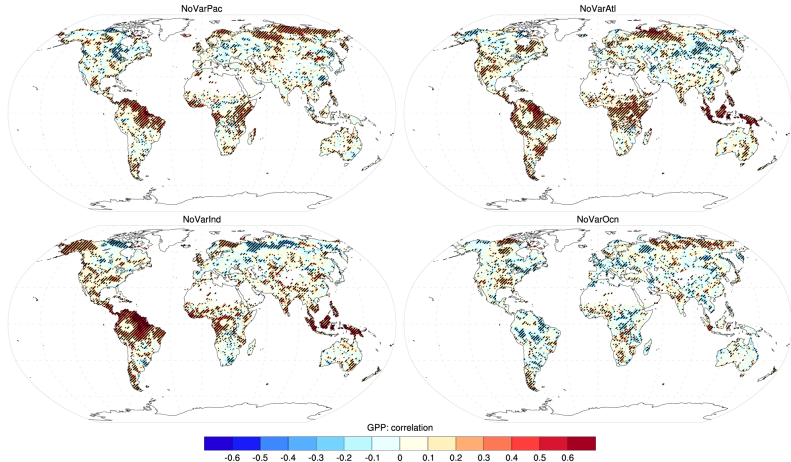 NoVarPac
NoVarAtl
NoVarInd
NoVarOcn
GPP: correlation
-0.6 -0.5 -0.4 -0.3 -0.2 -0.1 0 0.1 0.2 0.3 0.4 0.5 0.6